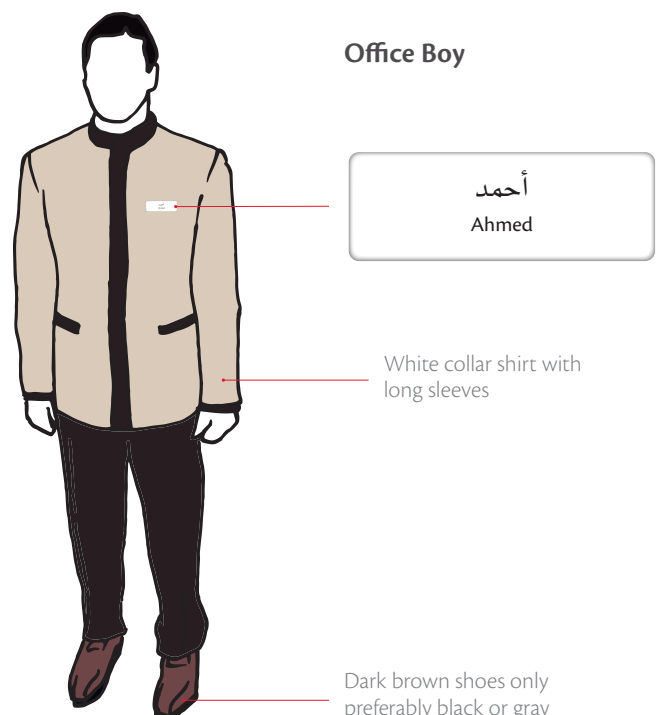 Office Boy
أحمد
Ahmed
White collar shirt with
long sleeves
Dark brown shoes only
preferably black or gray